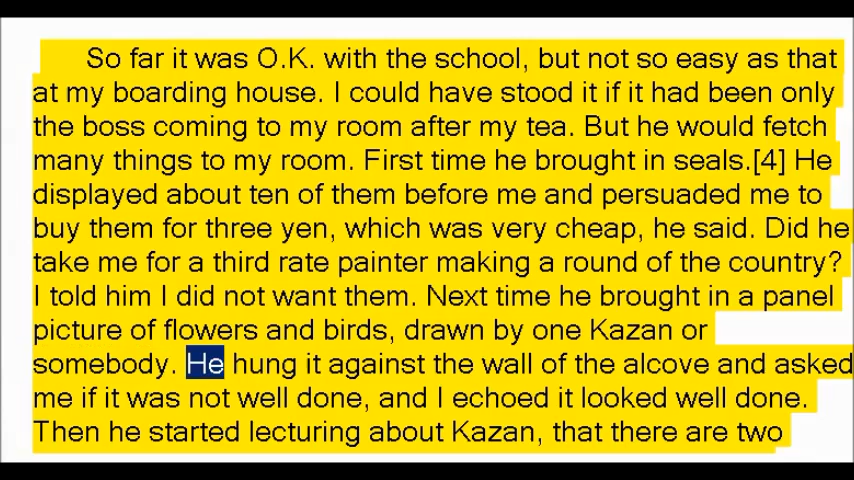 So far it was O.K. with the school, but not so easy as that
at my boarding house. I could have stood it if it had been only
the boss coming to my room after my tea. But he would fetch
many things to my room. First time he brought in seals.[4] He
displayed about ten of them before me and persuaded me to
buy them for three yen, which was very cheap, he said. Did he
take me for a third rate painter making a round of the country?
I told him I did not want them. Next time he brought in a panel
picture of flowers and birds, drawn by one Kazan or
somebody. He hung it against the wall of the alcove and asked
me if it was not well done, and I echoed it looked well done.
Then he started lecturing about Kazan, that there are two